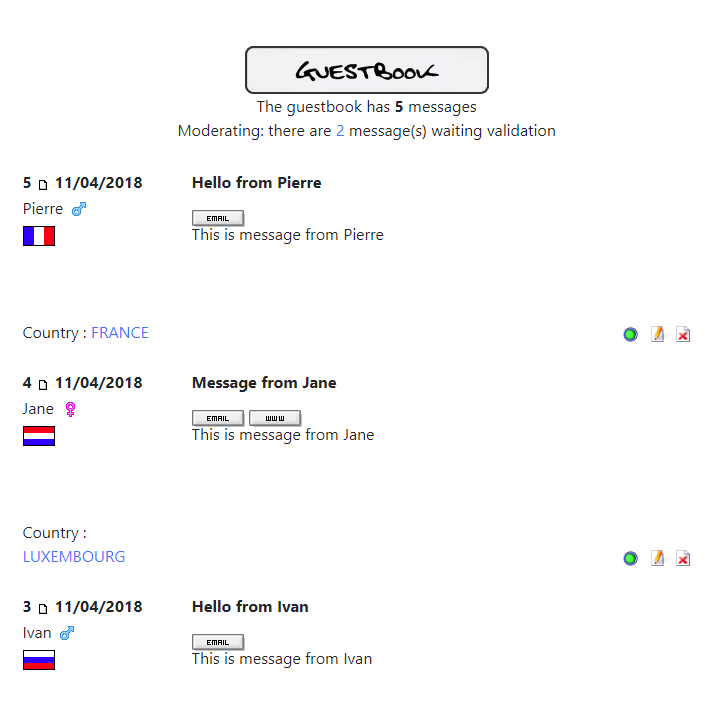 GUESTBOOK
The guestbook has 5 messages
Moderating: there are 2 message(s) waiting validation
5 11/04/2018 Hello from Pierre
Pierre
EMAIL
This is message from Pierre
Country : FRANCE
4 11/04/2018 Message from Jane
Jane
EMAIL WWW
This is message from Jane
Country :
LUXEMBOURG
3 11/04/2018 Hello from Ivan
Ivan
EMAIL
This is message from Ivan